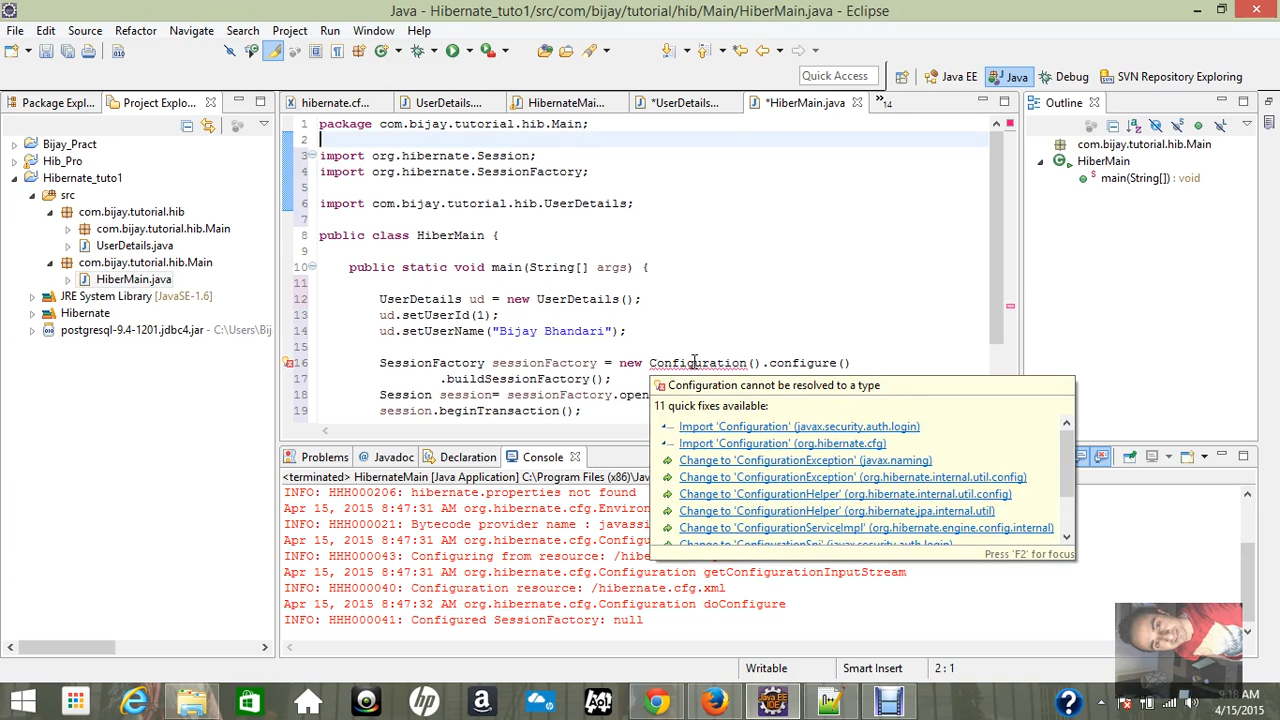 Java - Hibernate_tuto1/src/com/bijay/tutorial/hib/Main/HiberMain.java - Eclipse
File Edit Source Refactor Navigate Search Project Run Window Help
Quick Access
Java EE Java Debug SVN Repository Exploring
Package Expl... Project Explo...
hibernate.cf... UserDetails.... HibernateMai... *UserDetails... *HiberMain.java 14
Outline
Bijay_Pract
Hib_Pro
Hibernate_tuto1
src
com.bijay.tutorial.hib
com.bijay.tutorial.hib.Main
UserDetails.java
com.bijay.tutorial.hib.Main
HiberMain.java
JRE System Library [JavaSE-1.6]
Hibernate
postgresql-9.4-1201.jdbc4.jar - C:\Users\Bij
1 package com.bijay.tutorial.hib.Main;
2
3 import org.hibernate.Session;
4 import org.hibernate.SessionFactory;
5
6 import com.bijay.tutorial.hib.UserDetails;
7
8 public class HiberMain {
9
10 public static void main(String[] args) {
11
12 UserDetails ud = new UserDetails();
13 ud.setUserId(1);
14 ud.setUserName("Bijay Bhandari");
15
16 SessionFactory sessionFactory = new Configuration().configure()
17 .buildSessionFactory();
18 Session session= sessionFactory.open
19 session.beginTransaction();
com.bijay.tutorial.hib.Main
HiberMain
main(String[]) : void
Configuration cannot be resolved to a type
11 quick fixes available:
Import 'Configuration' (javax.security.auth.login)
Import 'Configuration' (org.hibernate.cfg)
Change to 'ConfigurationException' (javax.naming)
Change to 'ConfigurationException' (org.hibernate.internal.util.config)
Change to 'ConfigurationHelper' (org.hibernate.internal.util.config)
Change to 'ConfigurationHelper' (org.hibernate.jpa.internal.util)
Change to 'ConfigurationServiceImpl' (org.hibernate.engine.config.internal)
Change to 'ConfigurationSpi' (javax.security.auth.login)
Press 'F2' for focus
Problems Javadoc Declaration Console
<terminated> HibernateMain [Java Application] C:\Program Files (x86)\Java
INFO: HHH000206: hibernate.properties not found
Apr 15, 2015 8:47:31 AM org.hibernate.cfg.Environ
INFO: HHH000021: Bytecode provider name : javassi
Apr 15, 2015 8:47:31 AM org.hibernate.cfg.Configu
INFO: HHH000043: Configuring from resource: /hibe
Apr 15, 2015 8:47:31 AM org.hibernate.cfg.Configuration getConfigurationInputStream
INFO: HHH000040: Configuration resource: /hibernate.cfg.xml
Apr 15, 2015 8:47:32 AM org.hibernate.cfg.Configuration doConfigure
INFO: HHH000041: Configured SessionFactory: null
Writable Smart Insert 2 : 1
9:18 AM
4/15/2015